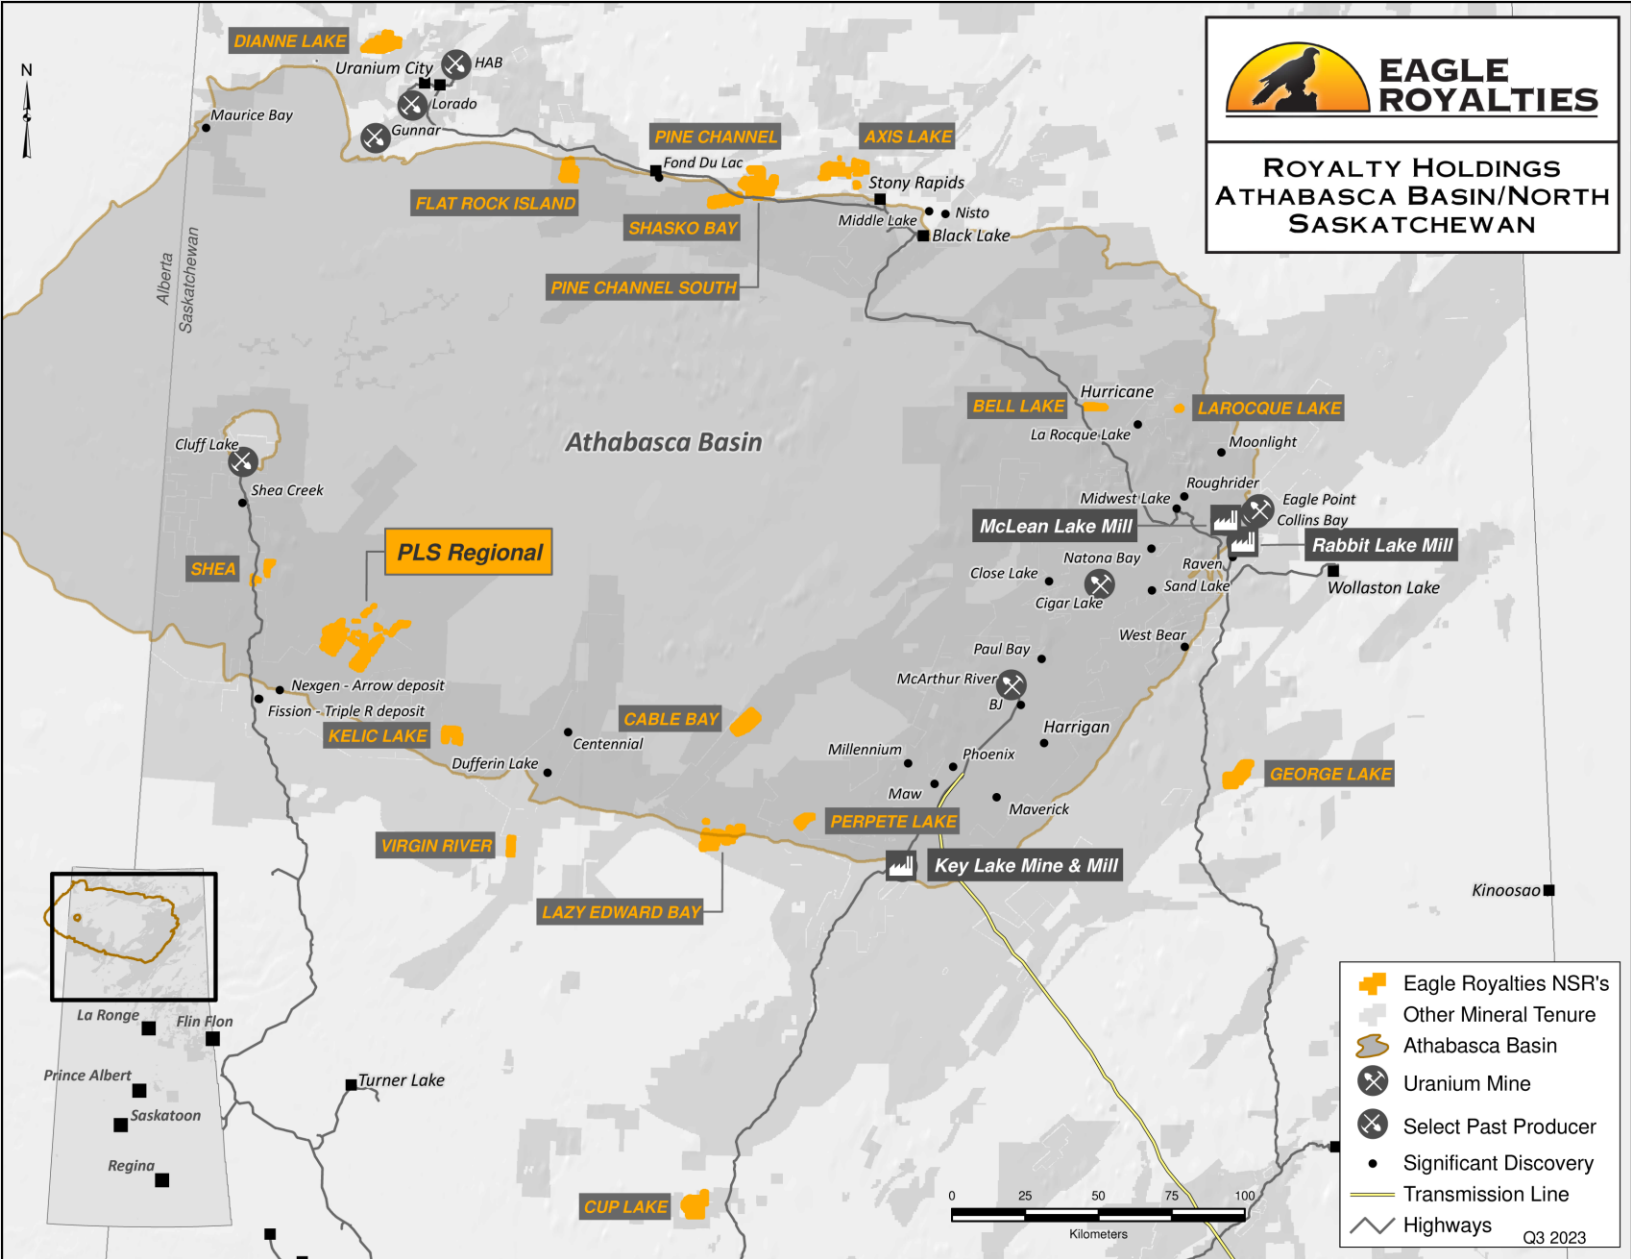 EAGLE
ROYALTIES
ROYALTY HOLDINGS
ATHABASCA BASIN/NORTH
SASKATCHEWAN
N
DIANNE LAKE
Uranium City
HAB
Lorado
Gunnar
Maurice Bay
PINE CHANNEL
AXIS LAKE
Fond Du Lac
Stony Rapids
FLAT ROCK ISLAND
SHASKO BAY
Middle Lake
Nisto
Black Lake
PINE CHANNEL SOUTH
Alberta
Saskatchewan
Hurricane
BELL LAKE
LAROCQUE LAKE
La Rocque Lake
Moonlight
Athabasca Basin
Cluff Lake
Shea Creek
Roughrider
Midwest Lake
Eagle Point
Collins Bay
McLean Lake Mill
Rabbit Lake Mill
PLS Regional
Natona Bay
Raven
SHEA
Close Lake
Sand Lake
Wollaston Lake
Cigar Lake
West Bear
Paul Bay
McArthur River
BJ
Nexgen - Arrow deposit
Fission - Triple R deposit
KELIC LAKE
CABLE BAY
Centennial
Harrigan
Millennium
Phoenix
Dufferin Lake
Maw
Maverick
GEORGE LAKE
PERPETE LAKE
VIRGIN RIVER
Key Lake Mine & Mill
LAZY EDWARD BAY
Kinoosao
La Ronge
Flin Flon
Prince Albert
Saskatoon
Regina
Turner Lake
CUP LAKE
0 25 50 75 100
Kilometers
Eagle Royalties NSR's
Other Mineral Tenure
Athabasca Basin
Uranium Mine
Select Past Producer
Significant Discovery
Transmission Line
Highways
Q3 2023